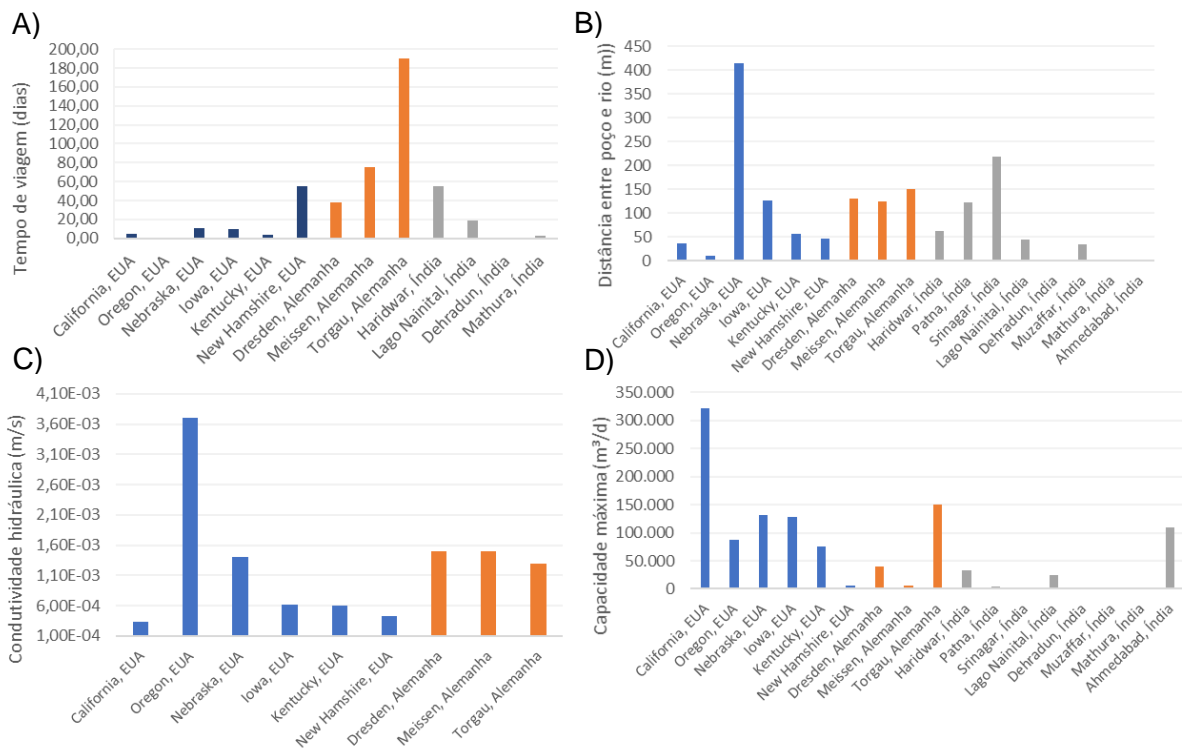 A)
Tempo de viagem (dias)
200,00
180,00
160,00
140,00
120,00
100,00
80,00
60,00
40,00
20,00
0,00
California, EUA
Oregon, EUA
Nebraska, EUA
Iowa, EUA
Kentucky, EUA
New Hamshire, EUA
Dresden, Alemanha
Meissen, Alemanha
Torgau, Alemanha
Haridwar, Índia
Lago Nainital, Índia
Dehradun, Índia
Mathura, Índia
B)
Distância entre poço e rio (m))
450
400
350
300
250
200
150
100
50
0
California, EUA
Oregon, EUA
Nebraska, EUA
Iowa, EUA
Kentucky, EUA
New Hamshire, EUA
Dresden, Alemanha
Meissen, Alemanha
Torgau, Alemanha
Haridwar, Índia
Patna, Índia
Srinagar, Índia
Lago Nainital, Índia
Dehradun, Índia
Muzaffar, Índia
Mathura, Índia
Ahmedabad, Índia
C)
Condutividade hidráulica (m/s)
4,10E-03
3,60E-03
3,10E-03
2,60E-03
2,10E-03
1,60E-03
1,10E-03
6,00E-04
1,00E-04
California, EUA
Oregon, EUA
Nebraska, EUA
Iowa, EUA
Kentucky, EUA
New Hamshire, EUA
Dresden, Alemanha
Meissen, Alemanha
Torgau, Alemanha
D)
Capacidade máxima (m³/d)
350.000
300.000
250.000
200.000
150.000
100.000
50.000
0
California, EUA
Oregon, EUA
Nebraska, EUA
Iowa, EUA
Kentucky, EUA
New Hamshire, EUA
Dresden, Alemanha
Meissen, Alemanha
Torgau, Alemanha
Haridwar, Índia
Patna, Índia
Srinagar, Índia
Lago Nainital, Índia
Dehradun, Índia
Muzaffar, Índia
Mathura, Índia
Ahmedabad, Índia